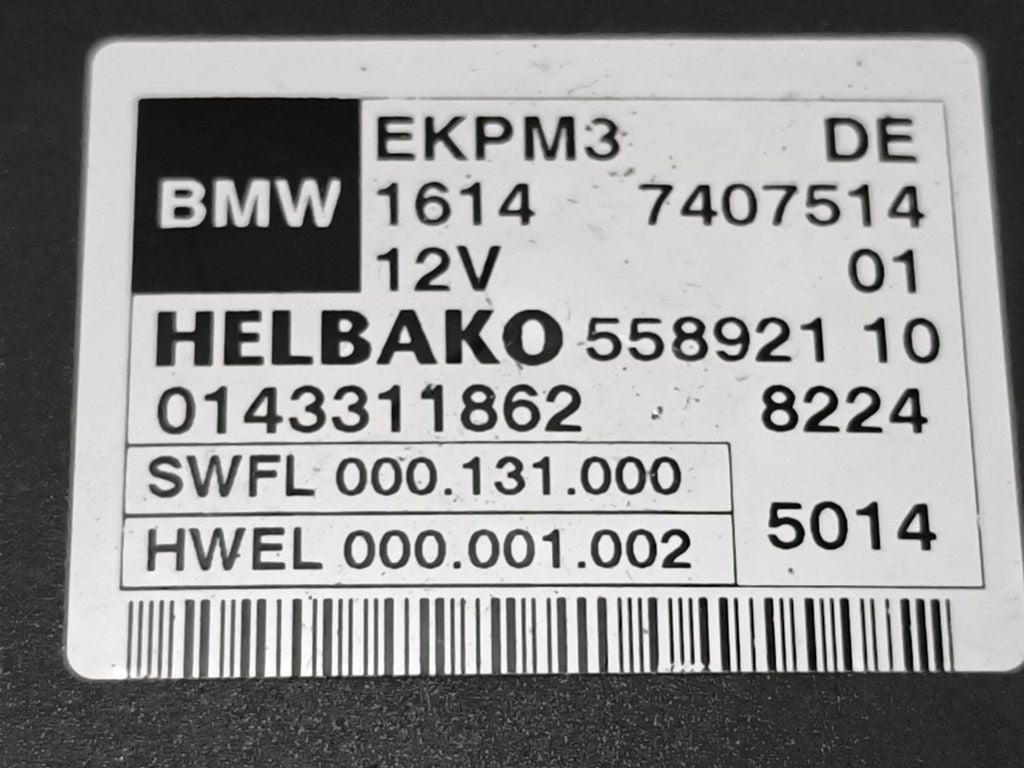 BMW
EKPM3 DE
1614 7407514
12V 01
HELBAKO 558921 10
0143311862 8224
SWFL 000.131.000
HWEL 000.001.002
5014